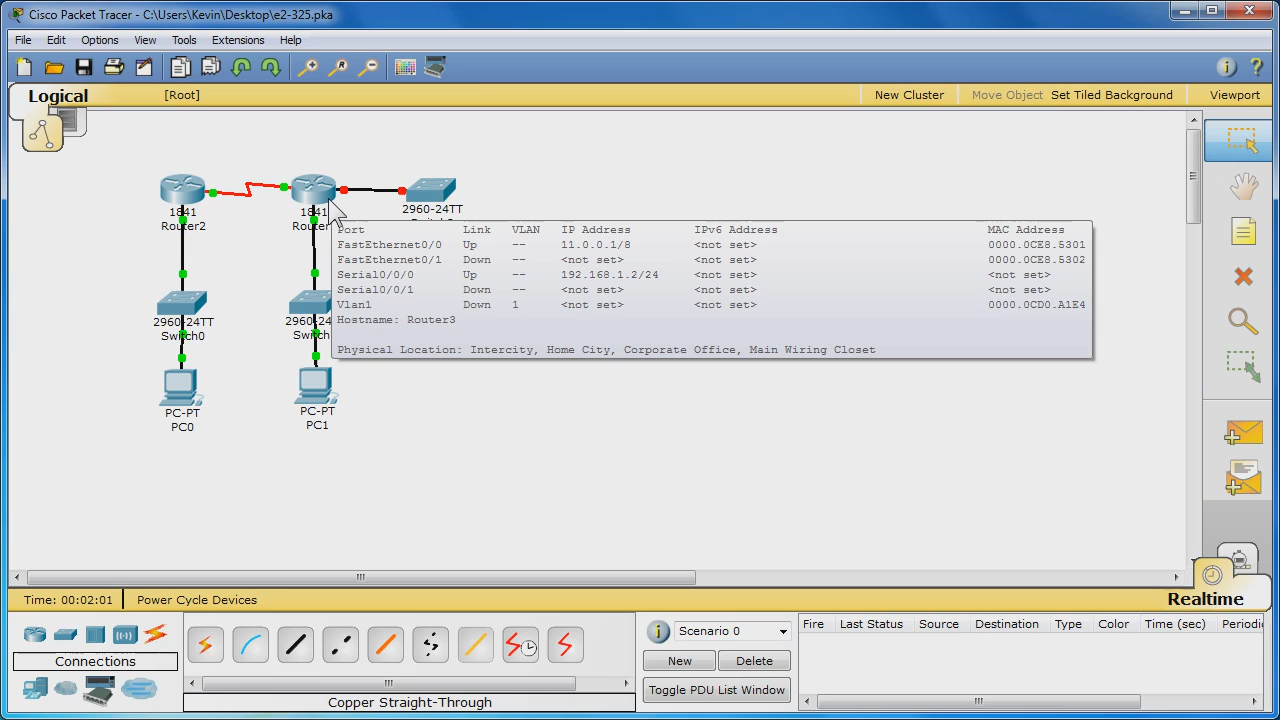 Cisco Packet Tracer - C:\Users\Kevin\Desktop\e2-325.pka
File Edit Options View Tools Extensions Help
Logical [Root] New Cluster Move Object Set Tiled Background Viewport
1841
Router2
1841
Router
2960-24TT
Port Link VLAN IP Address IPv6 Address MAC Address
FastEthernet0/0 Up -- 11.0.0.1/8 <not set> 0000.0CE8.5301
FastEthernet0/1 Down -- <not set> <not set> 0000.0CE8.5302
Serial0/0/0 Up -- 192.168.1.2/24 <not set> <not set>
Serial0/0/1 Down -- <not set> <not set> <not set>
Vlan1 Down 1 <not set> <not set> 0000.0CD0.A1E4
Hostname: Router3
Physical Location: Intercity, Home City, Corporate Office, Main Wiring Closet
2960-24TT
Switch0
2960-24
Switch
PC-PT
PC0
PC-PT
PC1
Time: 00:02:01 Power Cycle Devices Realtime
Connections
Copper Straight-Through
Scenario 0
New Delete
Toggle PDU List Window
Fire Last Status Source Destination Type Color Time (sec) Periodic